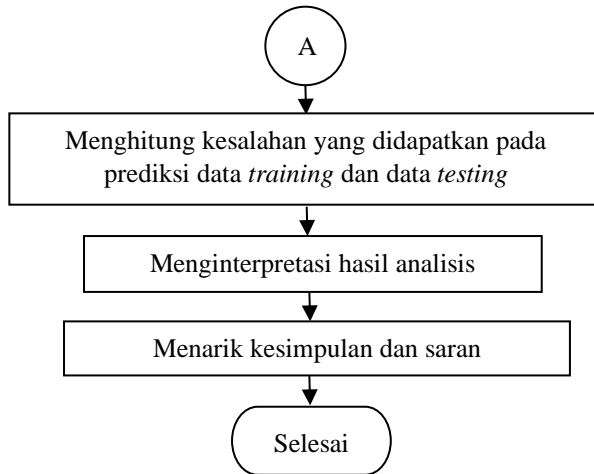 A
Menghitung kesalahan yang didapatkan pada
prediksi data training dan data testing
Menginterpretasi hasil analisis
Menarik kesimpulan dan saran
Selesai